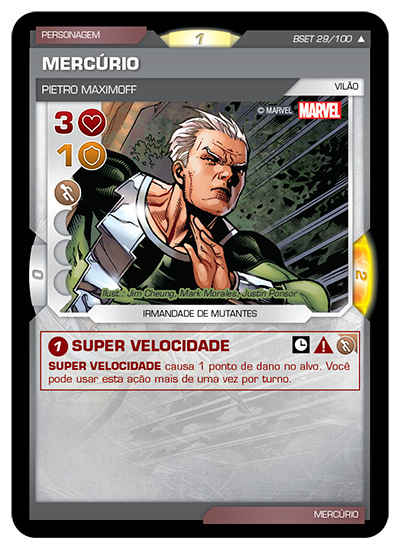 PERSONAGEM
1
BSET 29/100 ▲
MERCÚRIO
PIETRO MAXIMOFF
VILÃO
3
© MARVEL
MARVEL
1
0
2
Ilust.: Jim Cheung, Mark Morales, Justin Ponsor
IRMANDADE DE MUTANTES
1 SUPER VELOCIDADE
SUPER VELOCIDADE causa 1 ponto de dano no alvo. Você
pode usar esta ação mais de uma vez por turno.
MERCÚRIO